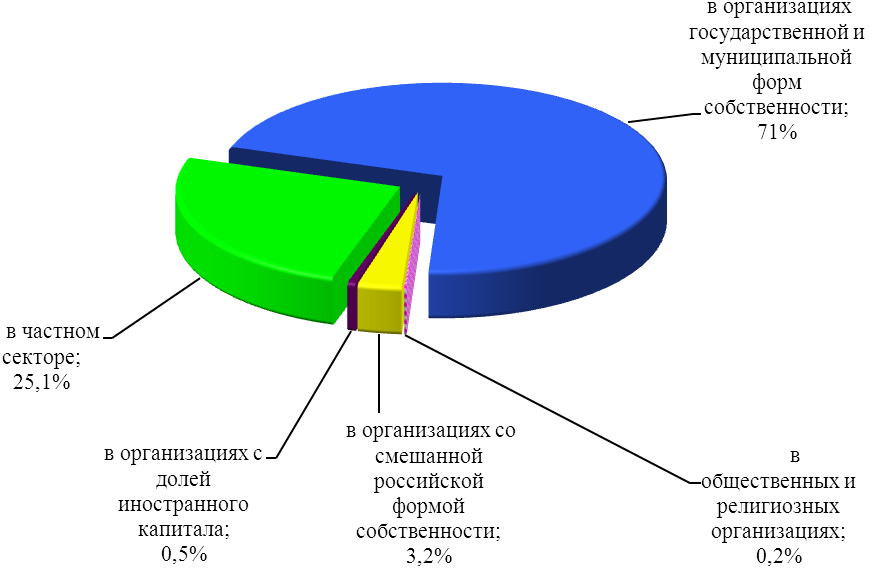 в организациях
государственной и
муниципальной
форм
собственности;
71%
в частном
секторе;
25,1%
в организациях с
долей
иностранного
капитала;
0,5%
в организациях со
смешанной
российской
формой
собственности;
3,2%
в
общественных и
религиозных
организациях;
0,2%